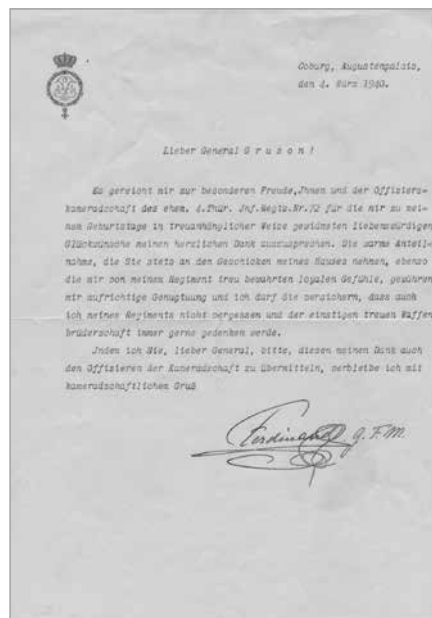 Coburg, Augustenpalais,
den 4. März 1940.
Lieber General G r u s o n !
Es gereicht mir zur besonderen Freude,Jhnen und der Offiziers=
kameradschaft des ehem. 4.Thür. Jnf.Regts.Nr.72 für die mir zu mei=
nem Geburtstage in treuanhänglicher Weise gewidmeten liebenswürdigen
Glückwünsche meinen herzlichen Dank auszusprechen. Die warme Anteil=
nahme, die Sie stets an den Geschicken meines Hauses nehmen, ebenso
die mir von meinem Regiment treu bewahrten loyalen Gefühle, gewähren
mir aufrichtige Genugtuung und ich darf Sie versichern, dass auch
ich meines Regiments nicht vergessen und der einstigen treuen Waffen
brüderschaft immer gerne gedenken werde.
Jndem ich Sie, lieber General, bitte, diesen meinen Dank auch
den Offizieren der Kameradschaft zu übermitteln, verbleibe ich mit
kameradschaftlichem Gruß
Ferdinand G.F.M.